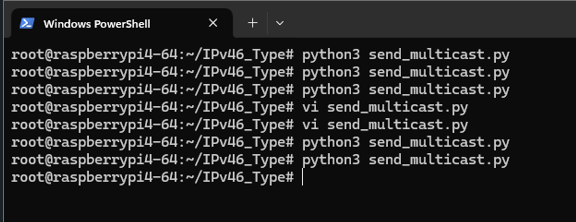 Windows PowerShell
root@raspberrypi4-64:~/IPv46_Type# python3 send_multicast.py
root@raspberrypi4-64:~/IPv46_Type# python3 send_multicast.py
root@raspberrypi4-64:~/IPv46_Type# python3 send_multicast.py
root@raspberrypi4-64:~/IPv46_Type# vi send_multicast.py
root@raspberrypi4-64:~/IPv46_Type# vi send_multicast.py
root@raspberrypi4-64:~/IPv46_Type# python3 send_multicast.py
root@raspberrypi4-64:~/IPv46_Type# python3 send_multicast.py
root@raspberrypi4-64:~/IPv46_Type#